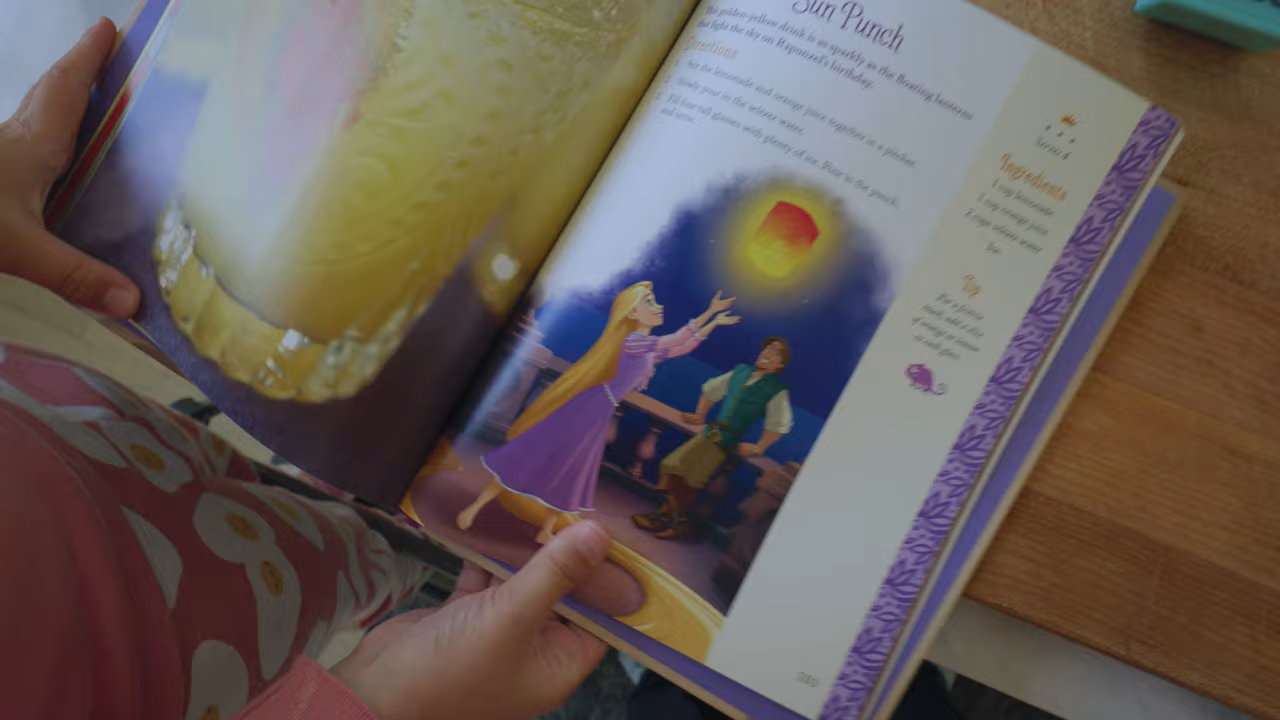 Sun Punch
This golden-yellow drink is as sparkly as the floating lanterns
that light the sky on Rapunzel's birthday.
Directions
Stir the lemonade and orange juice together in a pitcher.
Slowly pour in the seltzer water.
Fill four tall glasses with plenty of ice. Pour in the punch,
and serve.
Serves 4
Ingredients
1 cup lemonade
1 cup orange juice
2 cups seltzer water
Ice
Tip
For a festive
touch, add a slice
of orange or lemon
to each glass.